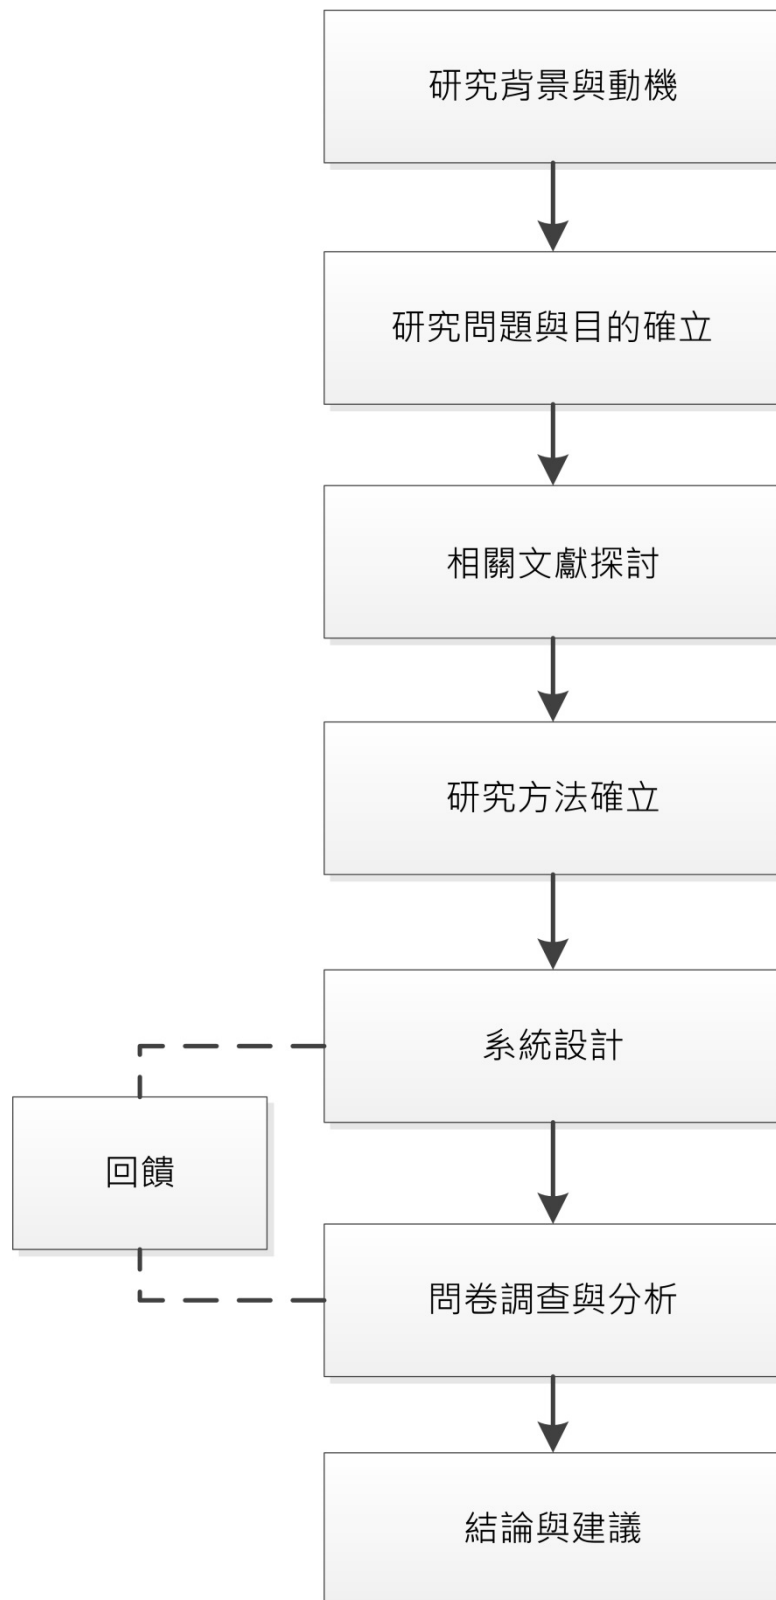 研究背景與動機
研究問題與目的確立
相關文獻探討
研究方法確立
系統設計
回饋
問卷調查與分析
結論與建議